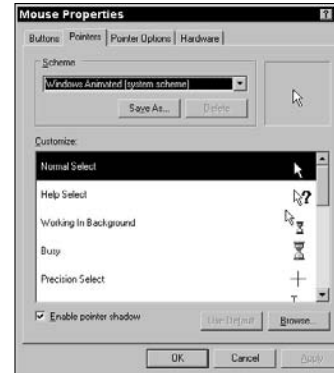 Mouse Properties
Buttons Pointers Pointer Options Hardware
Scheme
Windows Animated (system scheme)
Save As... Delete
Customize:
Normal Select
Help Select
Working In Background
Busy
Precision Select
Enable pointer shadow
Use Default Browse...
OK Cancel Apply